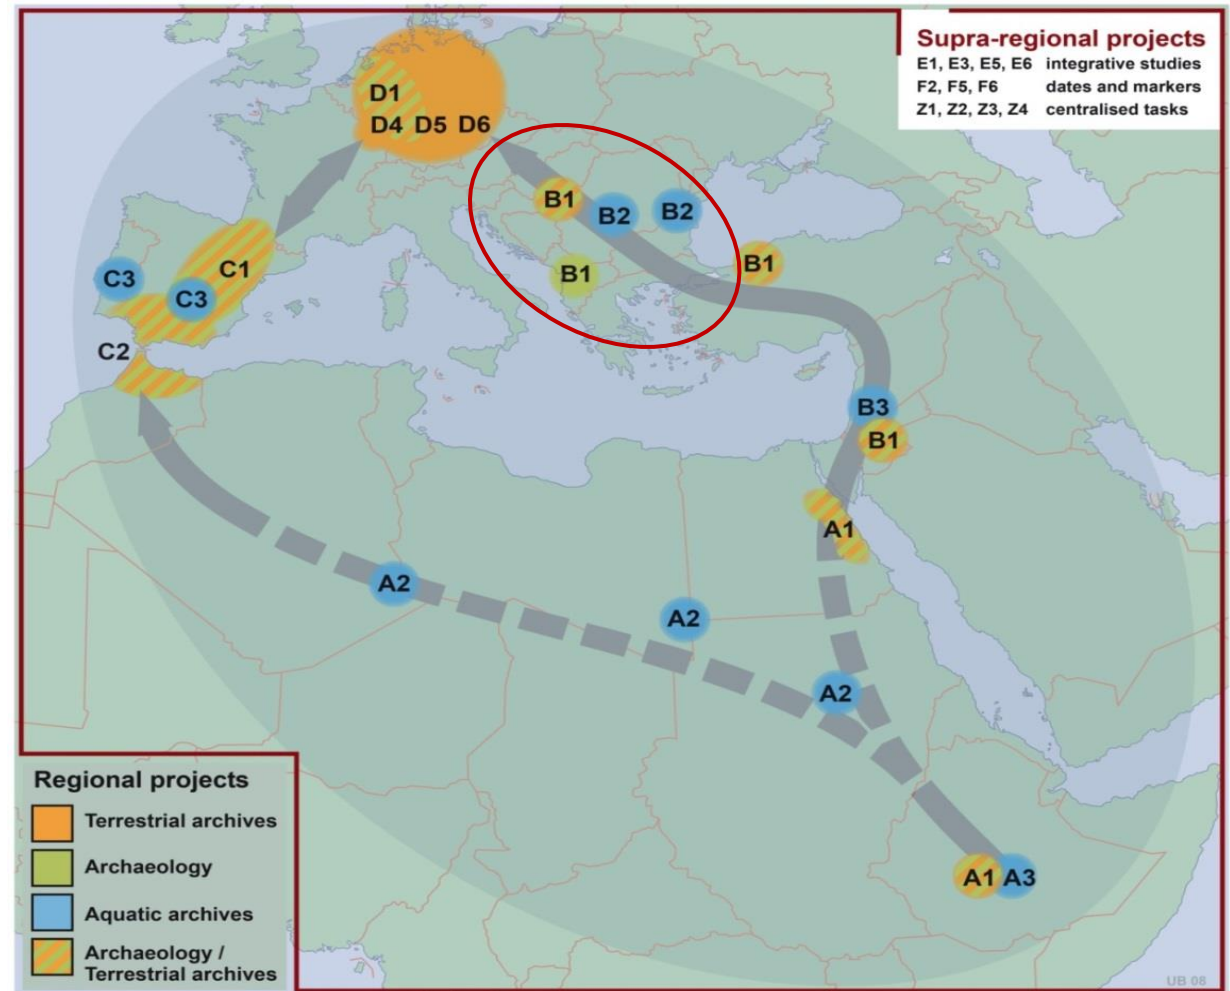 Supra-regional projects
E1, E3, E5, E6 integrative studies
F2, F5, F6 dates and markers
Z1, Z2, Z3, Z4 centralised tasks
D1
D4 D5 D6
B1
B2
B2
B1
B1
C3
C1
C3
C2
B3
B1
A1
A2
A2
A2
A1 A3
Regional projects
Terrestrial archives
Archaeology
Aquatic archives
Archaeology /
Terrestrial archives
UB 08